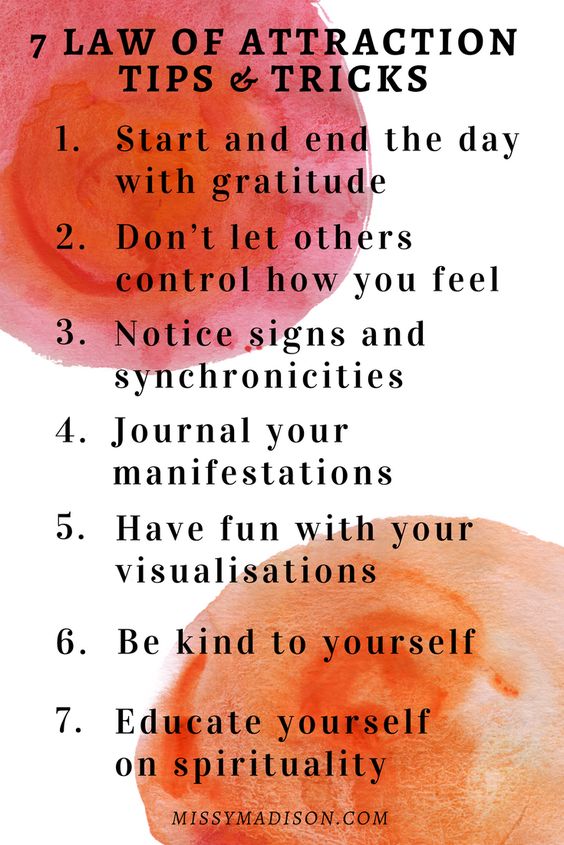 7 LAW OF ATTRACTION
TIPS & TRICKS
1. Start and end the day
with gratitude
2. Don’t let others
control how you feel
3. Notice signs and
synchronicities
4. Journal your
manifestations
5. Have fun with your
visualisations
6. Be kind to yourself
7. Educate yourself
on spirituality
MISSYMADISON.COM